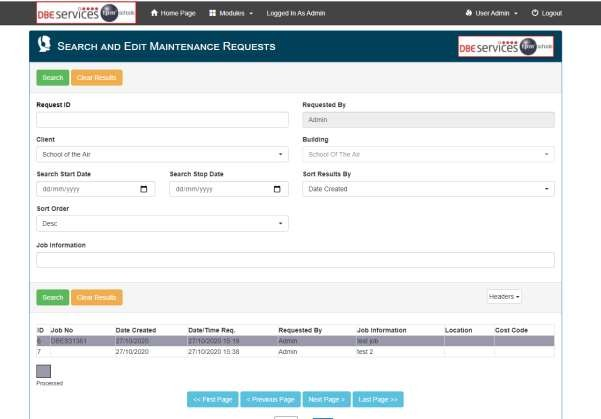 DBE services tpm schofield
Home Page Modules Logged In As Admin User Admin Logout
Search and Edit Maintenance Requests
DBE services tpm
Search Clear Results
Request ID Requested By
Admin
Client Building
School of the Air School Of The Air
Search Start Date Search Stop Date Sort Results By
dd/mm/yyyy dd/mm/yyyy Date Created
Sort Order
Desc
Job Information
Search Clear Results Headers
ID Job No Date Created Date/Time Req. Requested By Job Information Location Cost Code
6 DBES31361 27/10/2020 27/10/2020 15:19 Admin test job
7 27/10/2020 27/10/2020 15:38 Admin test 2
Processed
<< First Page < Previous Page Next Page > Last Page >>